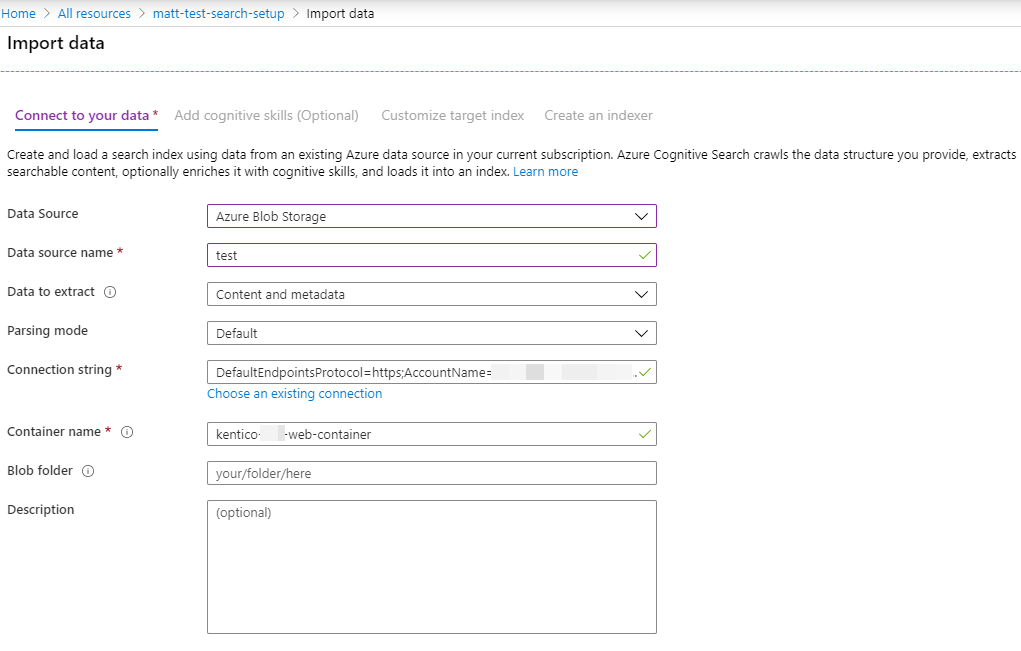 Home > All resources > matt-test-search-setup > Import data
Import data
Connect to your data * Add cognitive skills (Optional) Customize target index Create an indexer
Create and load a search index using data from an existing Azure data source in your current subscription. Azure Cognitive Search crawls the data structure you provide, extracts
searchable content, optionally enriches it with cognitive skills, and loads it into an index. Learn more
Data Source Azure Blob Storage
Data source name * test
Data to extract Content and metadata
Parsing mode Default
Connection string * DefaultEndpointsProtocol=https;AccountName=
Choose an existing connection
Container name * kentico- -web-container
Blob folder your/folder/here
Description (optional)